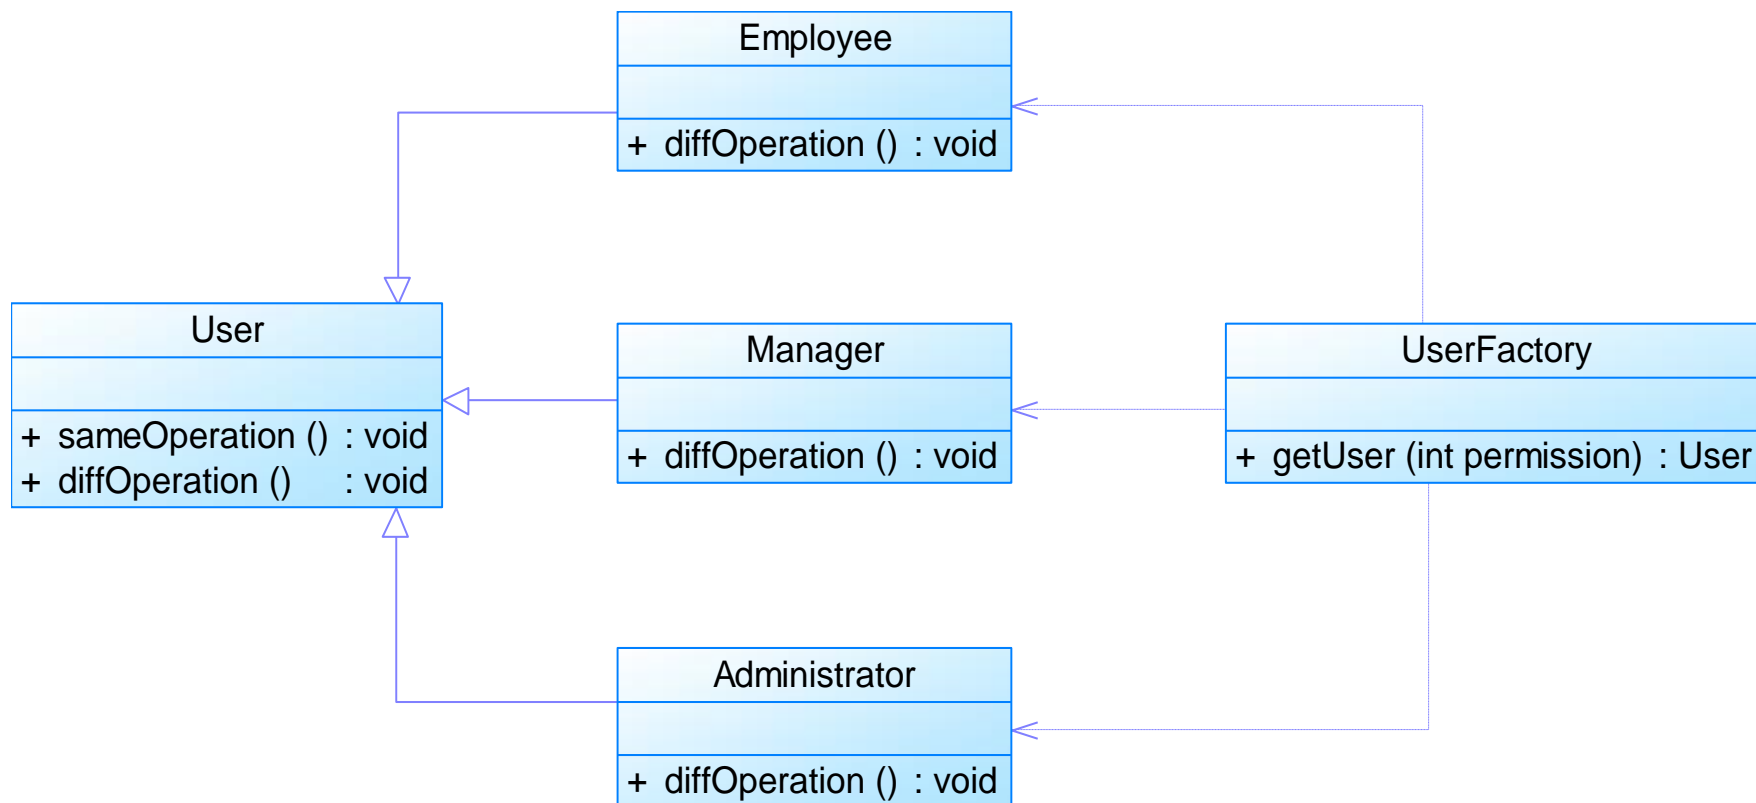 Employee
+ diffOperation () : void
User
+ sameOperation () : void
+ diffOperation () : void
Manager
+ diffOperation () : void
UserFactory
+ getUser (int permission) : User
Administrator
+ diffOperation () : void